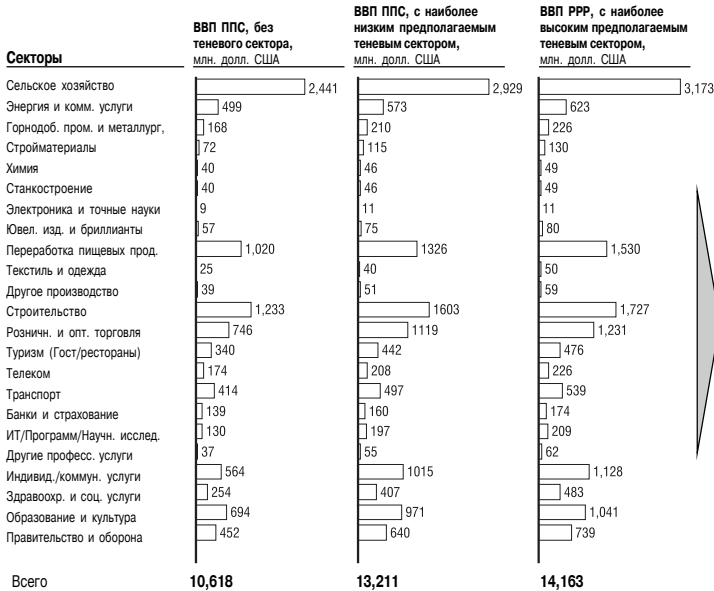 Секторы
ВВП ППС, без
теневого сектора,
млн. долл. США
ВВП ППС, с наиболее
низким предполагаемым
теневым сектором,
млн. долл. США
ВВП PPP, с наиболее
высоким предполагаемым
теневым сектором,
млн. долл. США
Сельское хозяйство 2,441 2,929 3,173
Энергия и комм. услуги 499 573 623
Горнодоб. пром. и металлург, 168 210 226
Стройматериалы 72 115 130
Химия 40 46 49
Станкостроение 40 46 49
Электроника и точные науки 9 11 11
Ювел. изд. и бриллианты 57 75 80
Переработка пищевых прод. 1,020 1326 1,530
Текстиль и одежда 25 40 50
Другое производство 39 51 59
Строительство 1,233 1603 1,727
Розничн. и опт. торговля 746 1119 1,231
Туризм (Гост/рестораны) 340 442 476
Телеком 174 208 226
Транспорт 414 497 539
Банки и страхование 139 160 174
ИТ/Программ/Научн. исслед. 130 197 209
Другие професс. услуги 37 55 62
Индивид./коммун. услуги 564 1015 1,128
Здравоохр. и соц. услуги 254 407 483
Образование и культура 694 971 1,041
Правительство и оборона 452 640 739
Всего 10,618 13,211 14,163